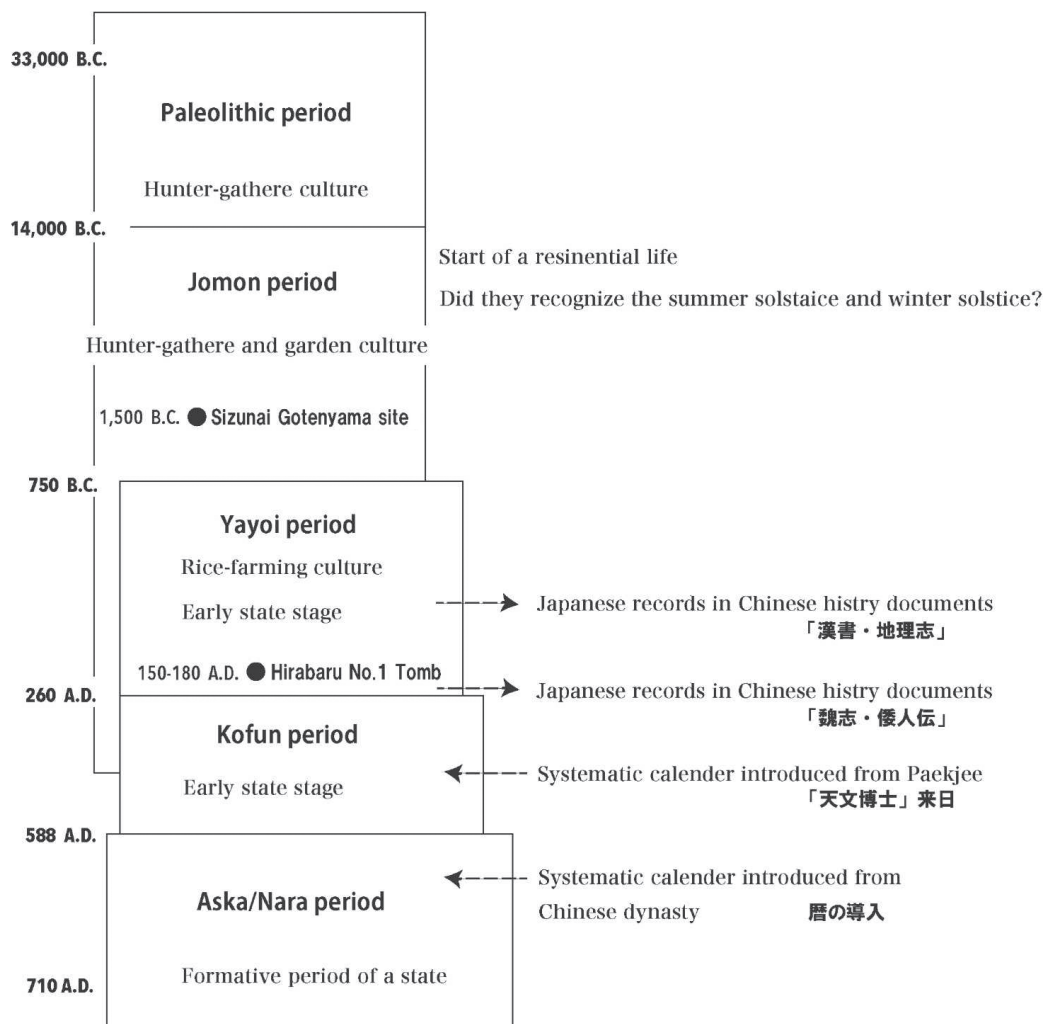 33,000 B.C.
Paleolithic period
Hunter-gathere culture
14,000 B.C.
Start of a resinential life
Jomon period
Did they recognize the summer solstaice and winter solstice?
Hunter-gathere and garden culture
1,500 B.C. ● Sizunai Gotenyama site
750 B.C.
Yayoi period
Rice-farming culture
Early state stage
Japanese records in Chinese histry documents
「漢書・地理志」
150-180 A.D. ● Hirabaru No.1 Tomb
260 A.D.
Japanese records in Chinese histry documents
「魏志・倭人伝」
Kofun period
Early state stage
Systematic calender introduced from Paekjee
「天文博士」来日
588 A.D.
Aska/Nara period
Systematic calender introduced from
Chinese dynasty 暦の導入
Formative period of a state
710 A.D.